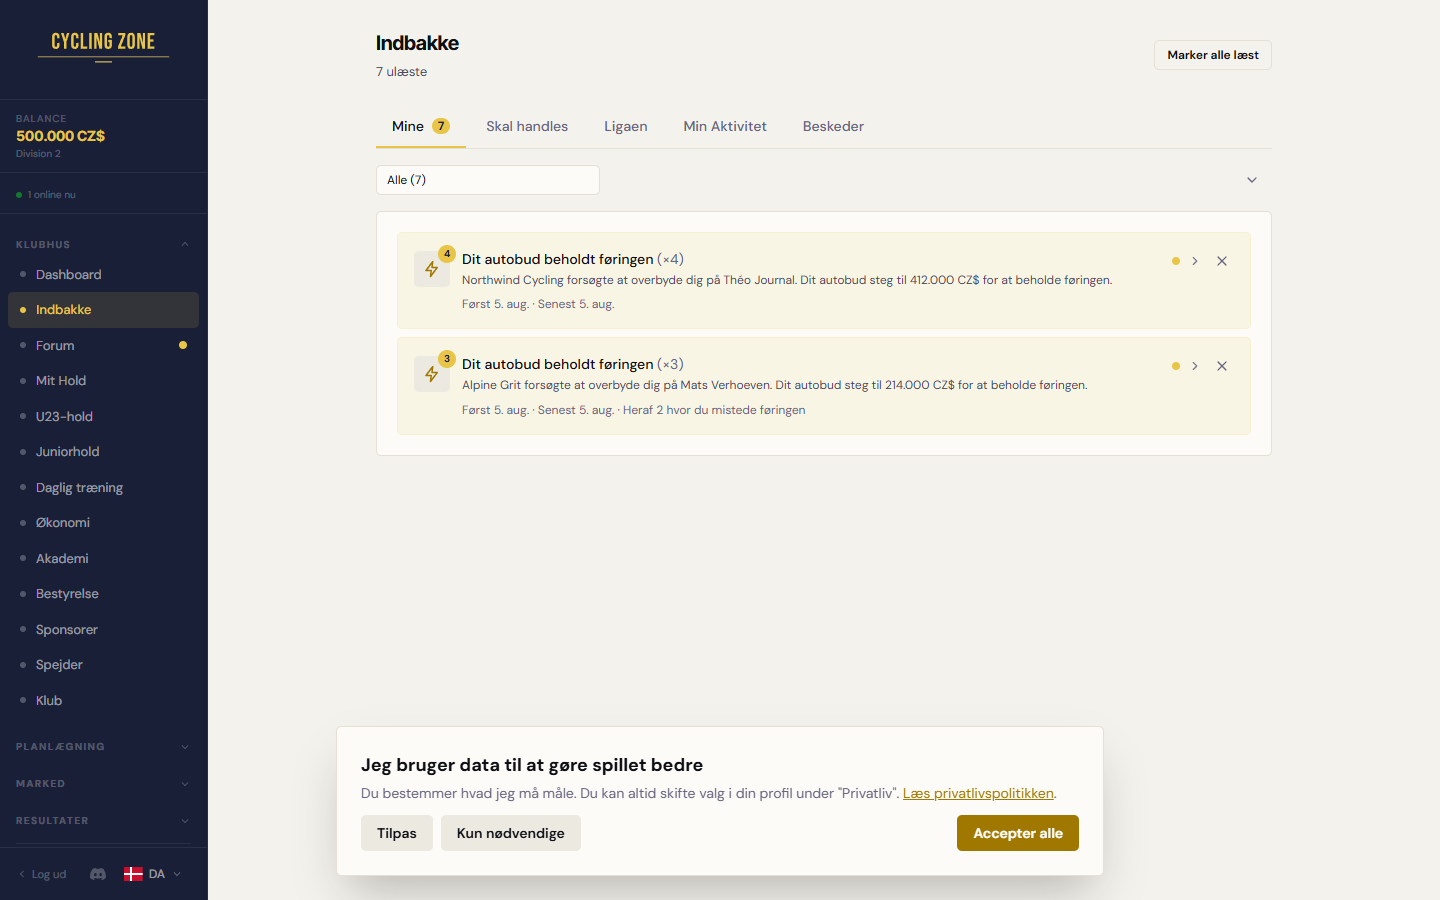 CYCLING ZONE
BALANCE
500.000 CZ$
Division 2
1 online nu
KLUBHUS
Dashboard
Indbakke
Forum
Mit Hold
U23-hold
Juniorhold
Daglig træning
Økonomi
Akademi
Bestyrelse
Sponsorer
Spejder
Klub
PLANLÆGNING
MARKED
RESULTATER
Log ud
DA
Indbakke
7 ulæste
Marker alle læst
Mine 7
Skal handles
Ligaen
Min Aktivitet
Beskeder
Alle (7)
4
Dit autobud beholdt føringen (×4)
Northwind Cycling forsøgte at overbyde dig på Théo Journal. Dit autobud steg til 412.000 CZ$ for at beholde føringen.
Først 5. aug. · Senest 5. aug.
3
Dit autobud beholdt føringen (×3)
Alpine Grit forsøgte at overbyde dig på Mats Verhoeven. Dit autobud steg til 214.000 CZ$ for at beholde føringen.
Først 5. aug. · Senest 5. aug. · Heraf 2 hvor du mistede føringen
Jeg bruger data til at gøre spillet bedre
Du bestemmer hvad jeg må måle. Du kan altid skifte valg i din profil under "Privatliv". Læs privatlivspolitikken.
Tilpas
Kun nødvendige
Accepter alle